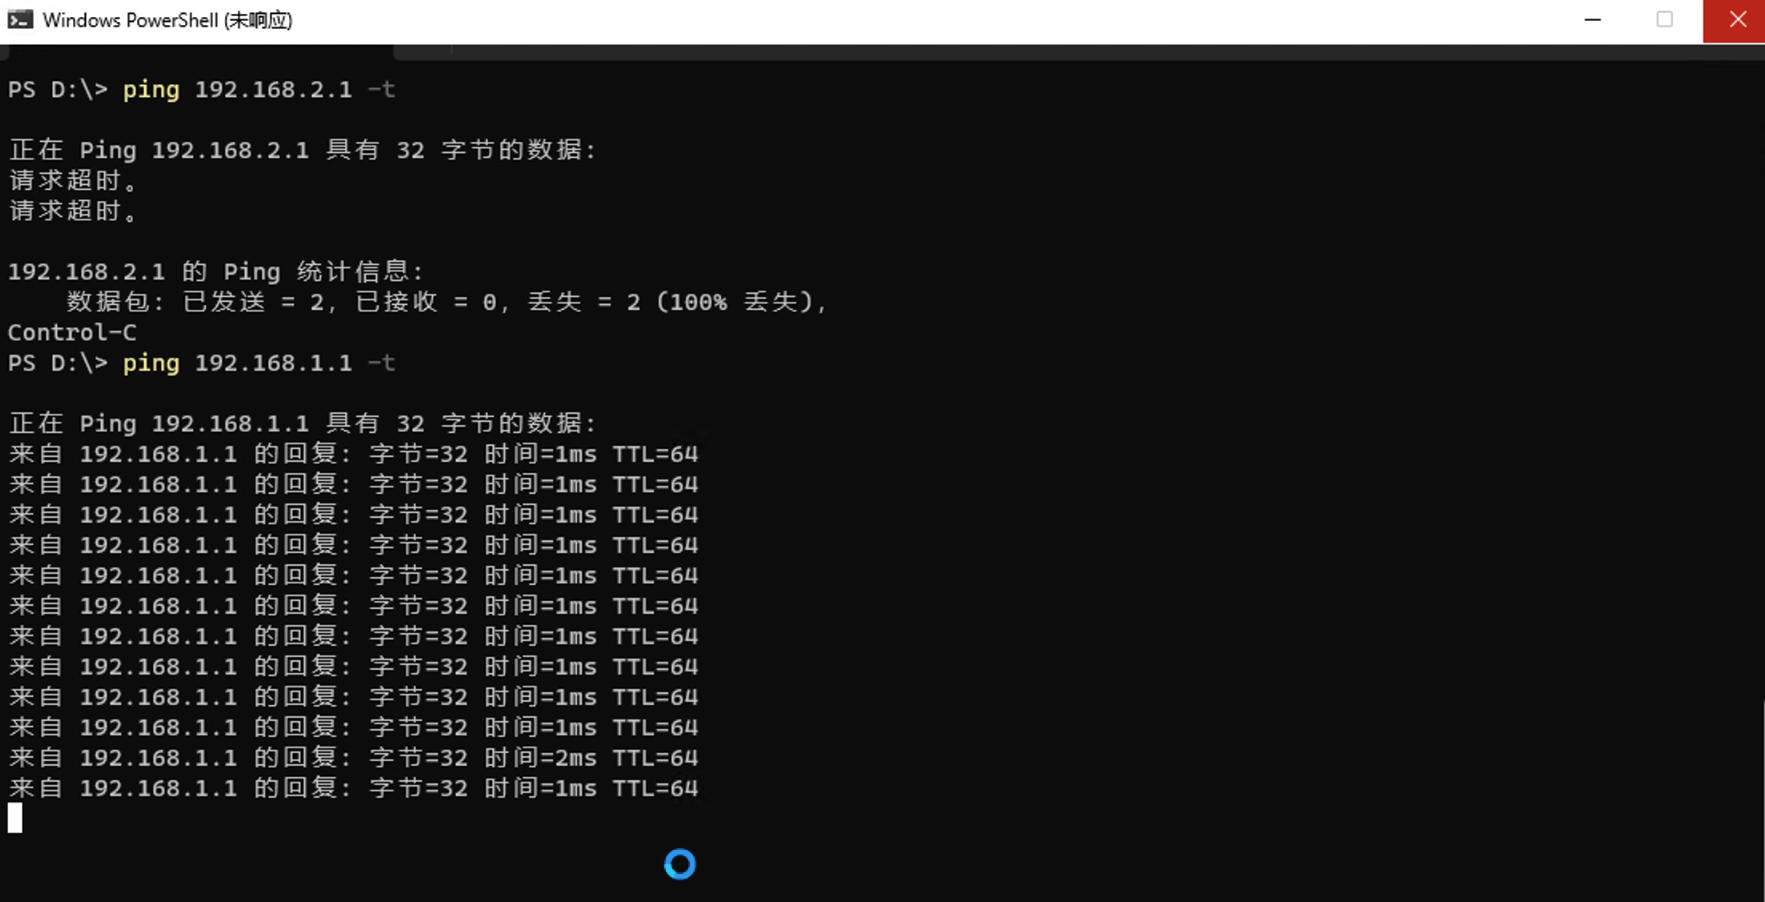 Windows PowerShell (未响应)
PS D:\> ping 192.168.2.1 -t
正在 Ping 192.168.2.1 具有 32 字节的数据:
请求超时。
请求超时。
192.168.2.1 的 Ping 统计信息:
    数据包: 已发送 = 2, 已接收 = 0, 丢失 = 2 (100% 丢失),
Control-C
PS D:\> ping 192.168.1.1 -t
正在 Ping 192.168.1.1 具有 32 字节的数据:
来自 192.168.1.1 的回复: 字节=32 时间=1ms TTL=64
来自 192.168.1.1 的回复: 字节=32 时间=1ms TTL=64
来自 192.168.1.1 的回复: 字节=32 时间=1ms TTL=64
来自 192.168.1.1 的回复: 字节=32 时间=1ms TTL=64
来自 192.168.1.1 的回复: 字节=32 时间=1ms TTL=64
来自 192.168.1.1 的回复: 字节=32 时间=1ms TTL=64
来自 192.168.1.1 的回复: 字节=32 时间=1ms TTL=64
来自 192.168.1.1 的回复: 字节=32 时间=1ms TTL=64
来自 192.168.1.1 的回复: 字节=32 时间=1ms TTL=64
来自 192.168.1.1 的回复: 字节=32 时间=1ms TTL=64
来自 192.168.1.1 的回复: 字节=32 时间=2ms TTL=64
来自 192.168.1.1 的回复: 字节=32 时间=1ms TTL=64